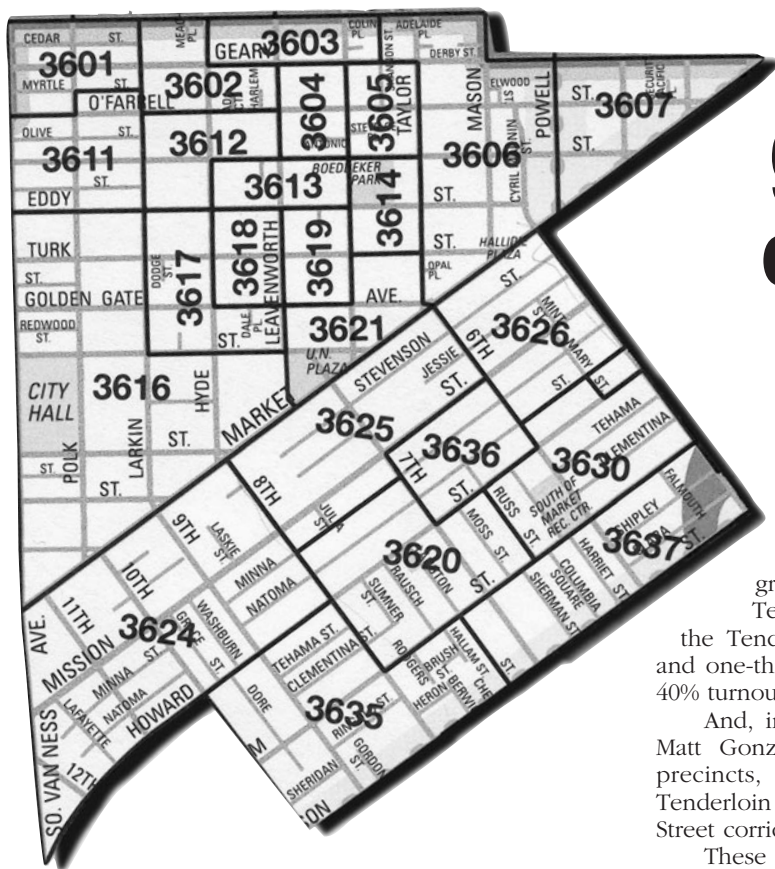 CEDAR ST.
3601
MYRTLE ST.
O'FARRELL
GEARY
3603
COLIN PL.
ADELAIDE PL.
DERBY ST.
3602
HARLEM
3604
3605
TAYLOR
MASON
ELWOOD ST.
POWELL
ST.
3607
ST.
OLIVE ST.
3611
ST.
EDDY
3612
ANTONIO
BOEDDEKER PARK
3606
CYRIL
3613
3614
ST.
ST.
HALLIDIE PLAZA
OPAL PL.
TURK
ST.
GOLDEN GATE
AVE.
DODGE ST.
3617
3618
LEAVENWORTH
3619
REDWOOD ST.
ST.
DALE PL.
3621
U.N. PLAZA
CITY HALL
3616
HYDE
POLK
LARKIN
ST.
ST.
ST.
MARKET
STEVENSON
JESSIE
ST.
ST.
6TH
3626
MINT
MARY ST.
ST.
3625
7TH
3636
ST.
TEHAMA
CLEMENTINA
3630
SOUTH OF MARKET REC. CTR.
RUSS ST.
MOSS ST.
FALMOUTH
SHIPLEY
3637
ST.
HARRIET ST.
COLUMBIA SQUARE
SHERMAN ST.
8TH
JULIA ST.
9TH
LASKIE ST.
MINNA
NATOMA
3620
ST.
SUMNER ST.
RAUSCH
10TH
11TH
AVE.
MISSION
3624
GRACE ST.
WASHBURN
MINNA ST.
NATOMA
LAFAYETTE
HOWARD
12TH
SO. VAN NESS
TEHAMA ST.
CLEMENTINA ST.
DORE
3635
SHERIDAN
GORDON ST.
RODGERS
BRUSH
HERON ST.
HALLAM ST.
ST.
gr
Te
the Tend
and one-th
40% turnou
And, in
Matt Gonz
precincts,
Tenderloin
Street corrid
These